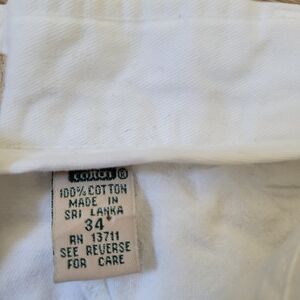 cotton ®
100% COTTON
MADE IN
SRI LANKA
34
RN 13711
SEE REVERSE
FOR CARE